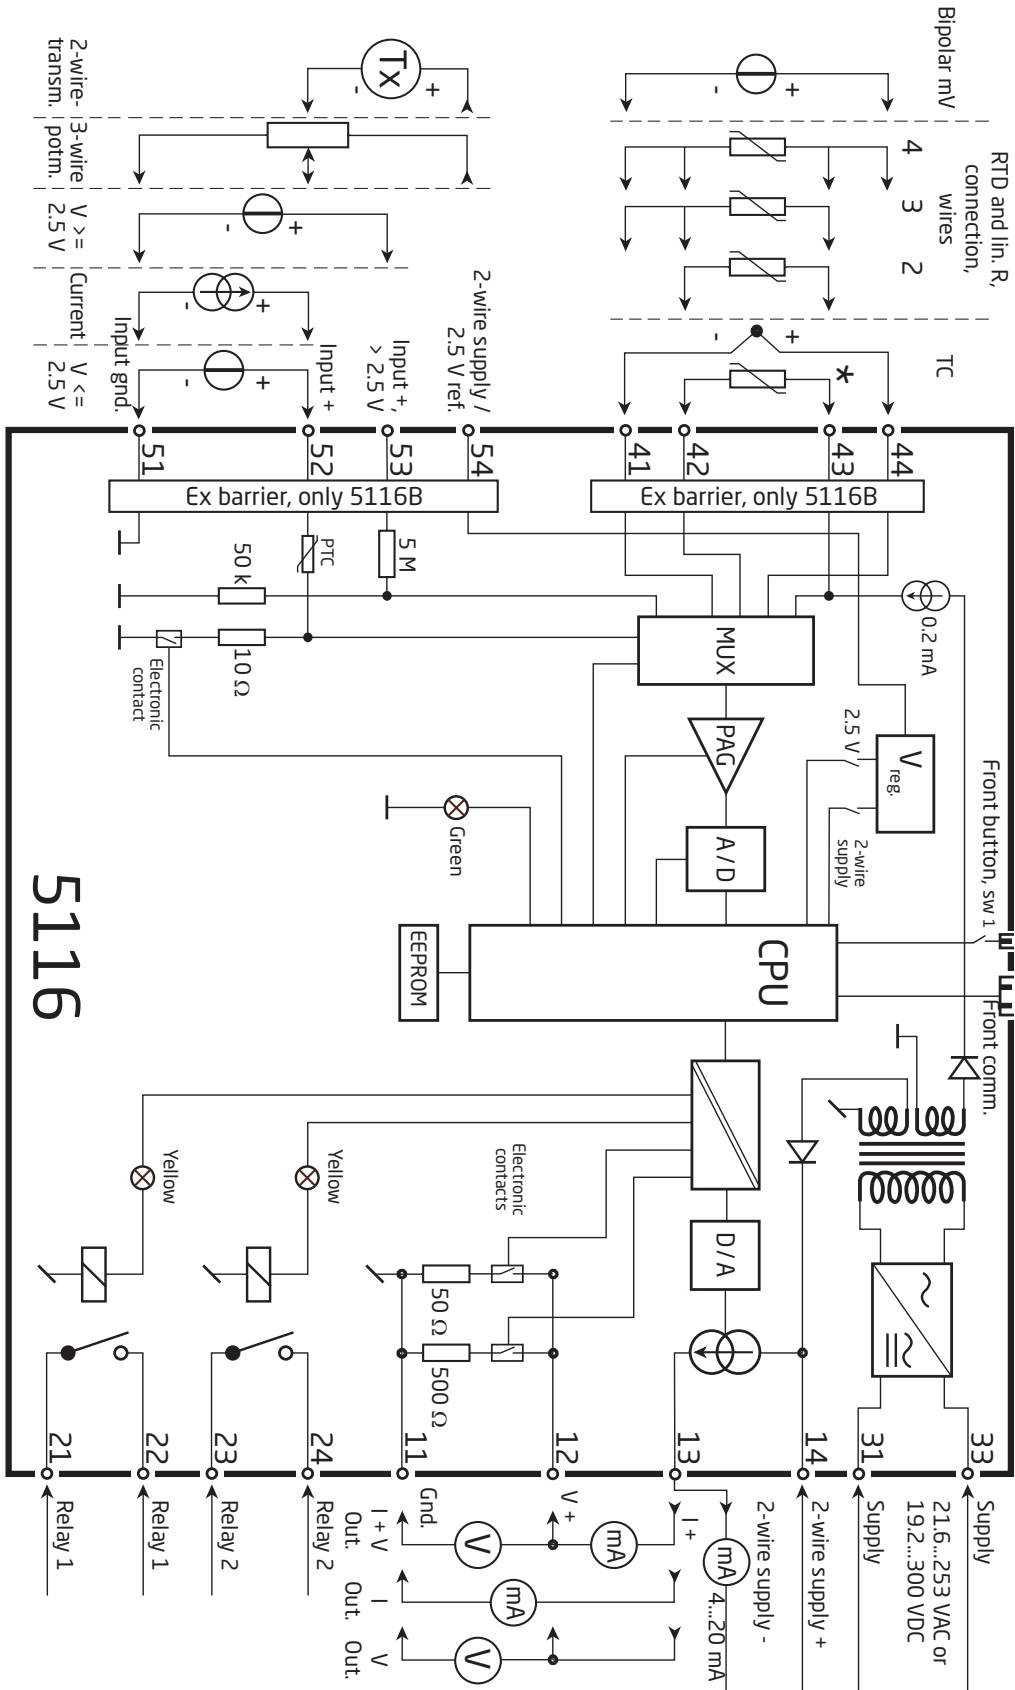 Bipolar mV
RTD and lin. R,
connection,
wires
4
3
2
TC
+
-
+
-
*
2-wire-
transm.
Tx
+
-
3-wire
potm.
V >=
2.5 V
+
-
Current
+
-
V <=
2.5 V
+
-
Input gnd.
Input +
Input +,
> 2.5 V
2-wire supply /
2.5 V ref.
44
43
42
41
54
53
52
51
Ex barrier, only 5116B
Ex barrier, only 5116B
5 M
PTC
50 k
10 Ω
Electronic
contact
0.2 mA
MUX
PAG
A/D
V
reg.
2.5 V
2-wire
supply
Green
Front button, sw 1
Front comm.
CPU
EEPROM
5116
Yellow
Yellow
Electronic
contacts
D/A
50 Ω
500 Ω
33
31
14
13
12
11
24
23
22
21
Supply
21.6...253 VAC or
19.2...300 VDC
Supply
2-wire supply +
2-wire supply -
mA
4...20 mA
I +
V +
Gnd.
mA
V
mA
V
I + V
Out.
I
Out.
V
Out.
Relay 2
Relay 2
Relay 1
Relay 1